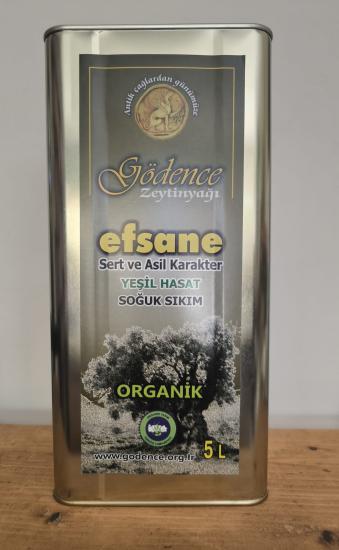 Antik çağlardan günümüze
Gödence
Zeytinyağı
efsane
Sert ve Asil Karakter
YEŞİL HASAT
SOĞUK SIKIM
ORGANİK
5 L
www.godence.org.tr